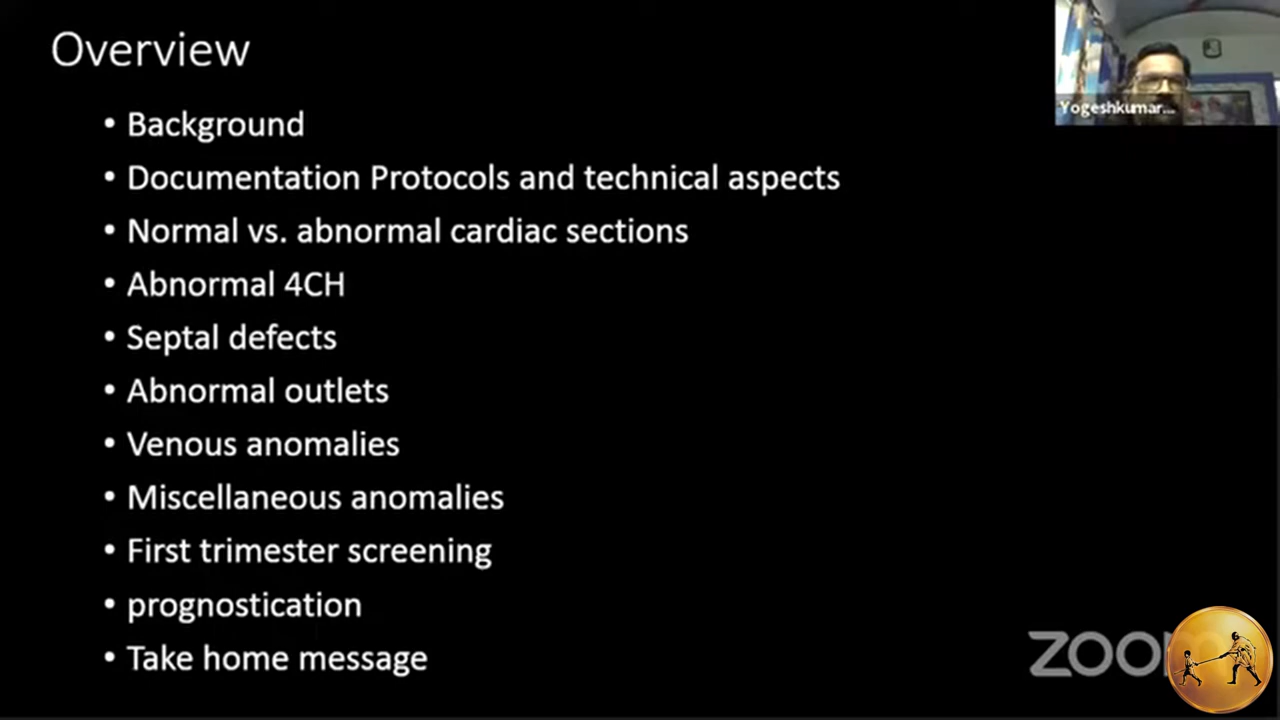 Overview
Yogeshkumar...
• Background
• Documentation Protocols and technical aspects
• Normal vs. abnormal cardiac sections
• Abnormal 4CH
• Septal defects
• Abnormal outlets
• Venous anomalies
• Miscellaneous anomalies
• First trimester screening
• prognostication
• Take home message
zoom